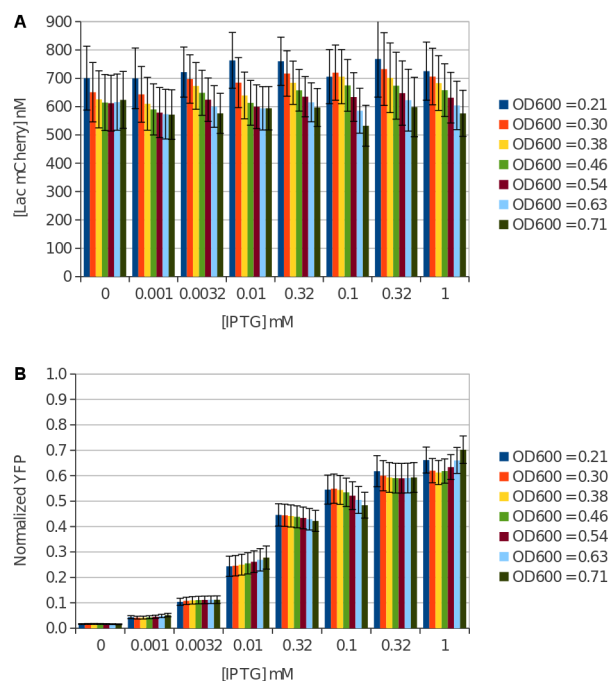 A
900
800
700
600
500
400
300
200
100
0
[Lac mCherry] nM
0 0.001 0.0032 0.01 0.32 0.1 0.32 1
[IPTG] mM
OD600 = 0.21
OD600 = 0.30
OD600 = 0.38
OD600 = 0.46
OD600 = 0.54
OD600 = 0.63
OD600 = 0.71
B
1.0
0.9
0.8
0.7
0.6
0.5
0.4
0.3
0.2
0.1
0.0
Normalized YFP
0 0.001 0.0032 0.01 0.32 0.1 0.32 1
[IPTG] mM
OD600 = 0.21
OD600 = 0.30
OD600 = 0.38
OD600 = 0.46
OD600 = 0.54
OD600 = 0.63
OD600 = 0.71